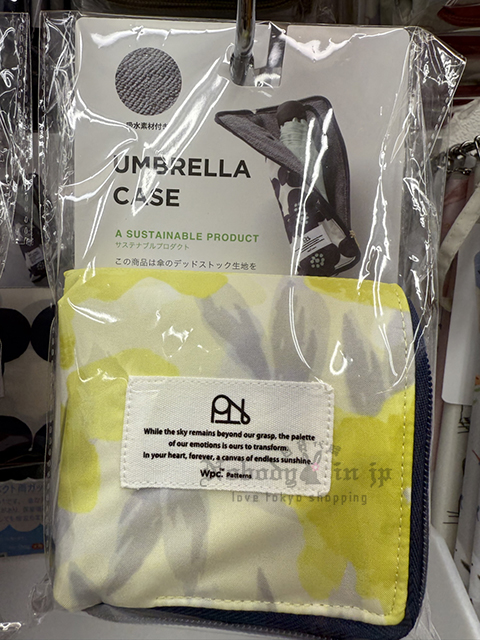 吸水素材付き
UMBRELLA
CASE
A SUSTAINABLE PRODUCT
サステナブルプロダクト
この商品は傘のデッドストック生地を
While the sky remains beyond our grasp, the palette
of our emotions is ours to transform.
In your heart, forever, a canvas of endless sunshine.
Wpc. Patterns
body in jp
love tokyo shopping